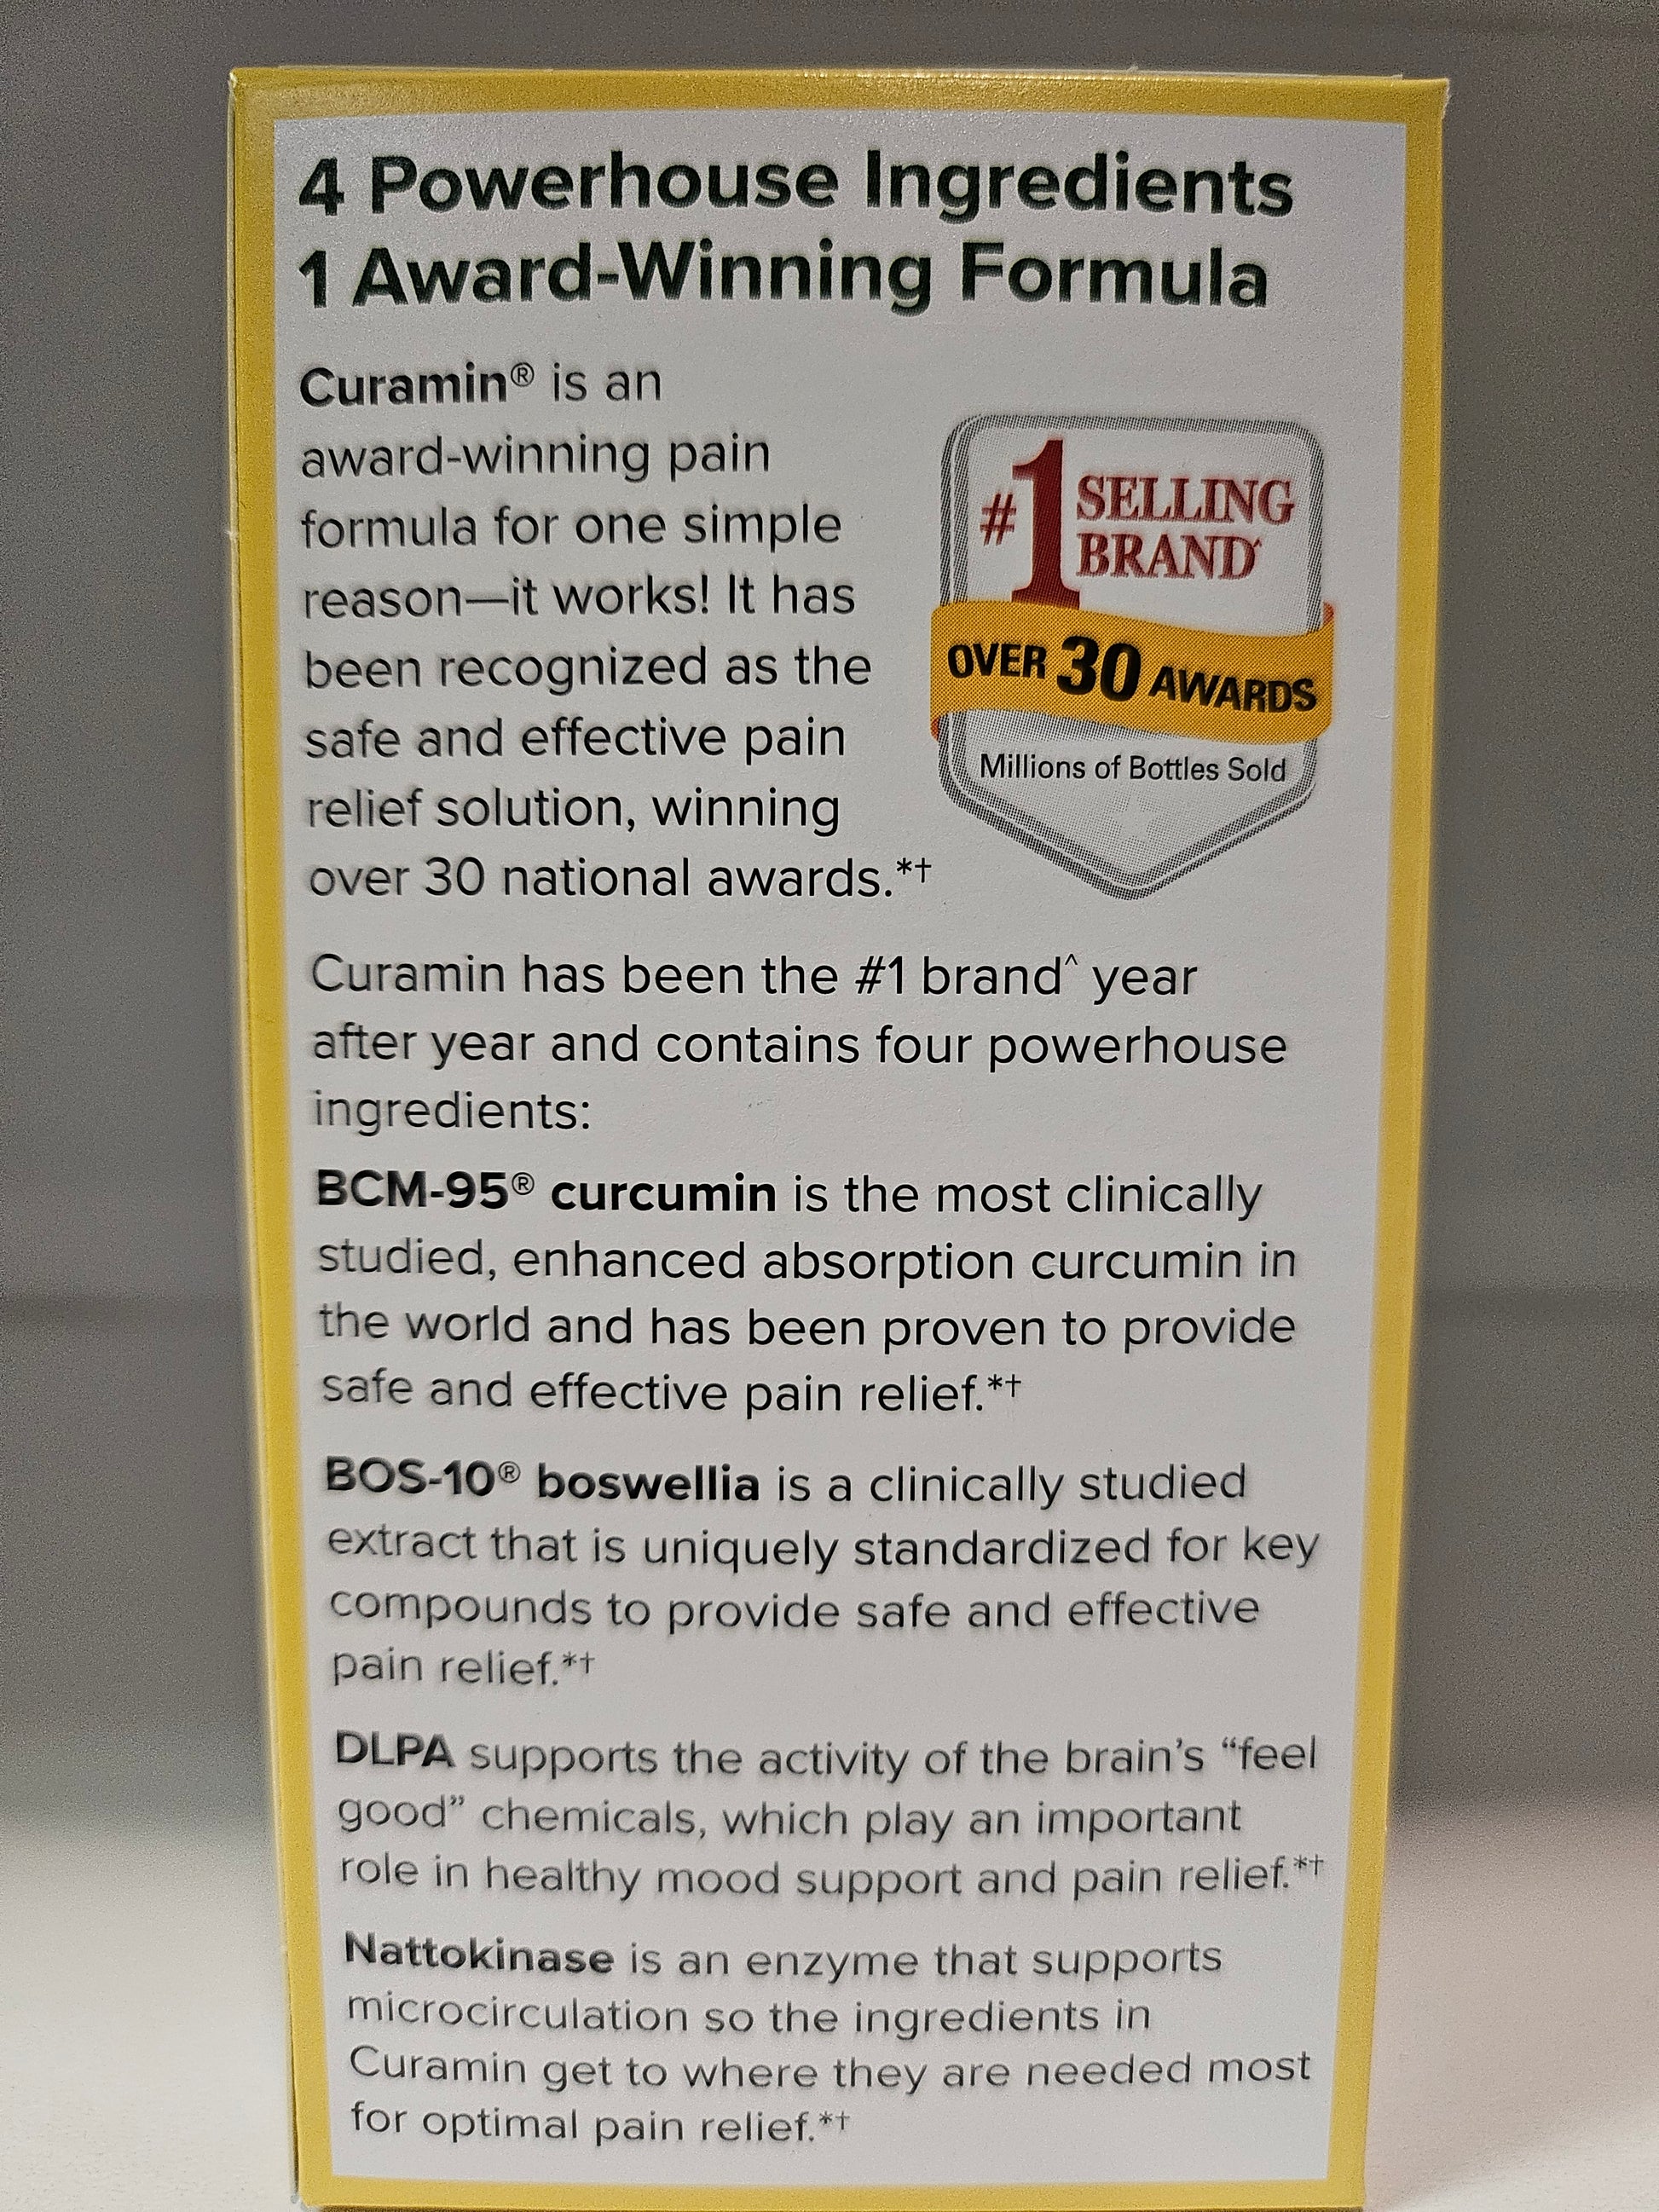 4 Powerhouse Ingredients
1 Award-Winning Formula
Curamin® is an
award-winning pain
formula for one simple
reason—it works! It has
been recognized as the
safe and effective pain
relief solution, winning
over 30 national awards.*†
#1 SELLING
BRAND^
OVER 30 AWARDS
Millions of Bottles Sold
Curamin has been the #1 brand^ year
after year and contains four powerhouse
ingredients:
BCM-95® curcumin is the most clinically
studied, enhanced absorption curcumin in
the world and has been proven to provide
safe and effective pain relief.*†
BOS-10® boswellia is a clinically studied
extract that is uniquely standardized for key
compounds to provide safe and effective
pain relief.*†
DLPA supports the activity of the brain’s “feel
good” chemicals, which play an important
role in healthy mood support and pain relief.*†
Nattokinase is an enzyme that supports
microcirculation so the ingredients in
Curamin get to where they are needed most
for optimal pain relief.*†